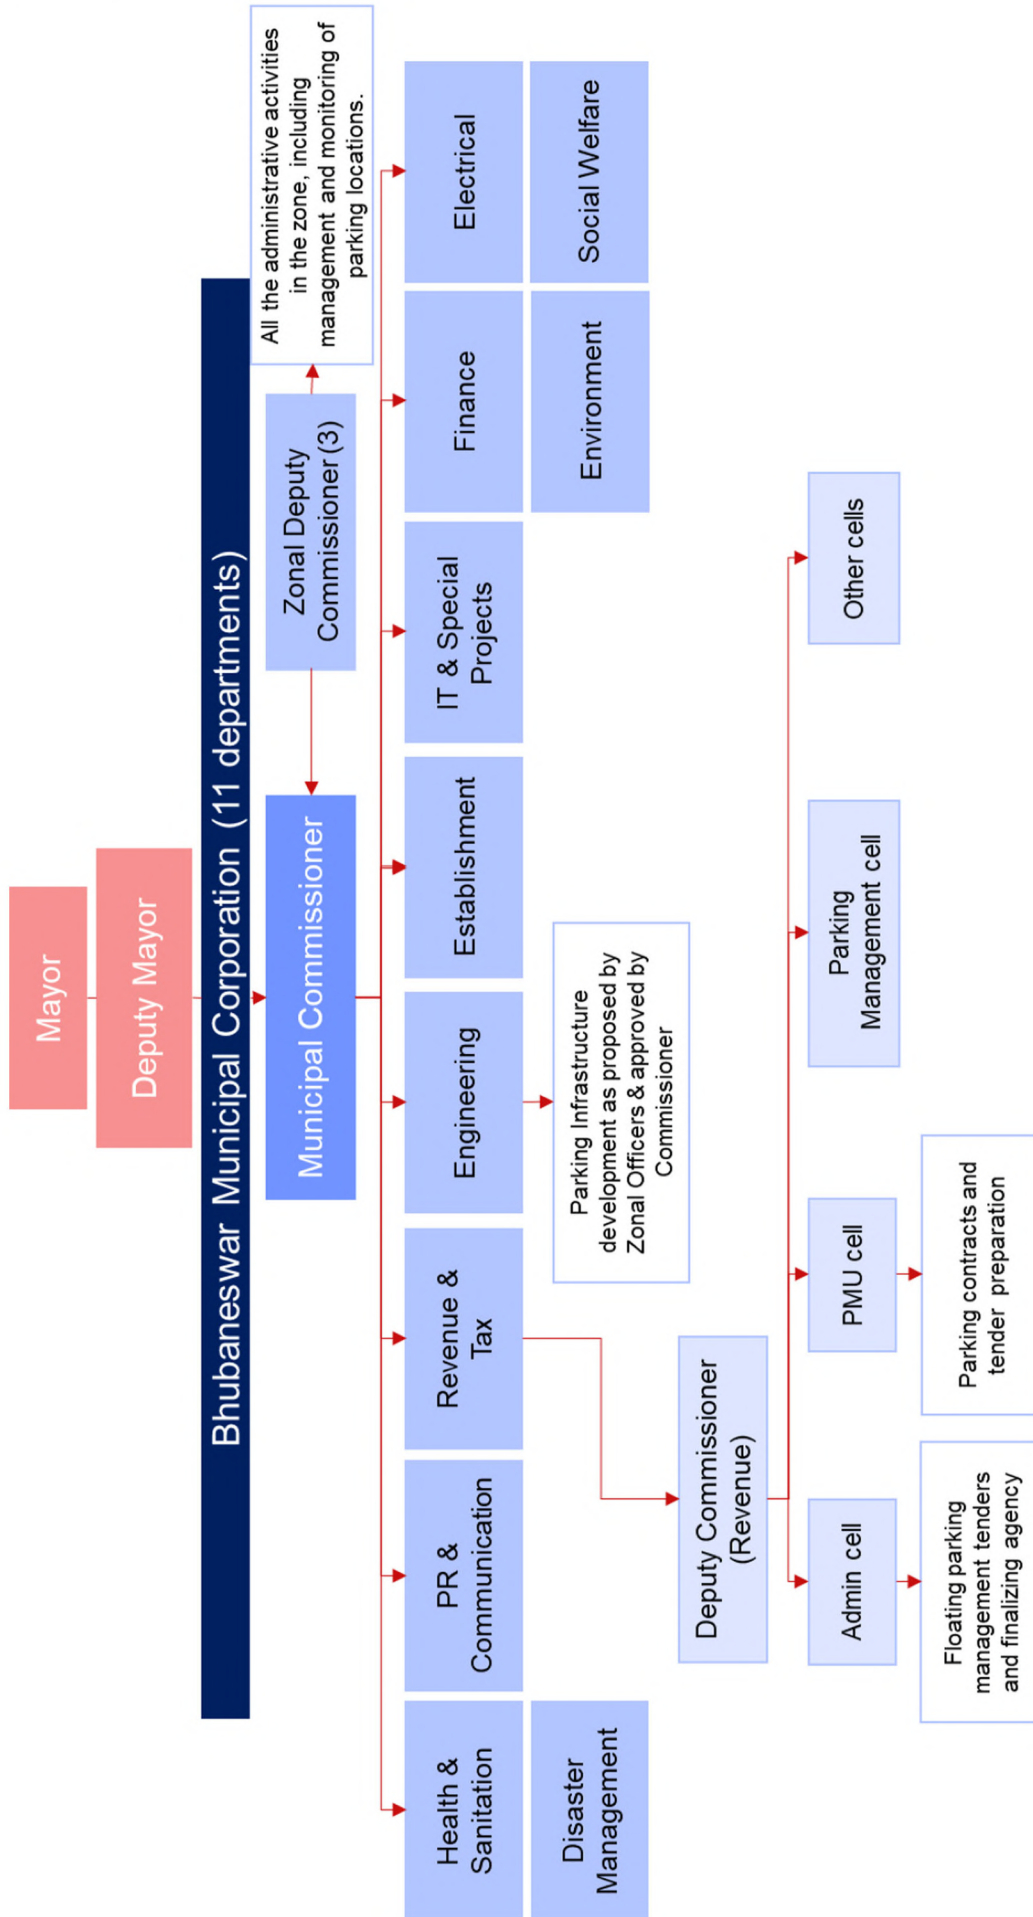 Mayor
Deputy Mayor
Bhubaneswar Municipal Corporation (11 departments)
Municipal Commissioner
Zonal Deputy
Commissioner (3)
All the administrative activities
in the zone, including
management and monitoring of
parking locations.
Health &
Sanitation
PR &
Communication
Revenue &
Tax
Engineering
Establishment
IT & Special
Projects
Finance
Electrical
Disaster
Management
Environment
Social Welfare
Parking Infrastructure
development as proposed by
Zonal Officers & approved by
Commissioner
Deputy Commissioner
(Revenue)
Admin cell
PMU cell
Parking
Management cell
Other cells
Floating parking
management tenders
and finalizing agency
Parking contracts and
tender preparation